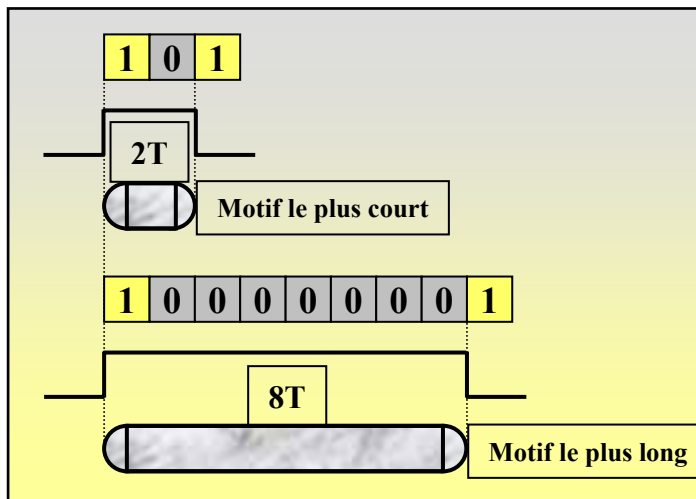 1 0 1
2T
Motif le plus court
1 0 0 0 0 0 0 0 1
8T
Motif le plus long